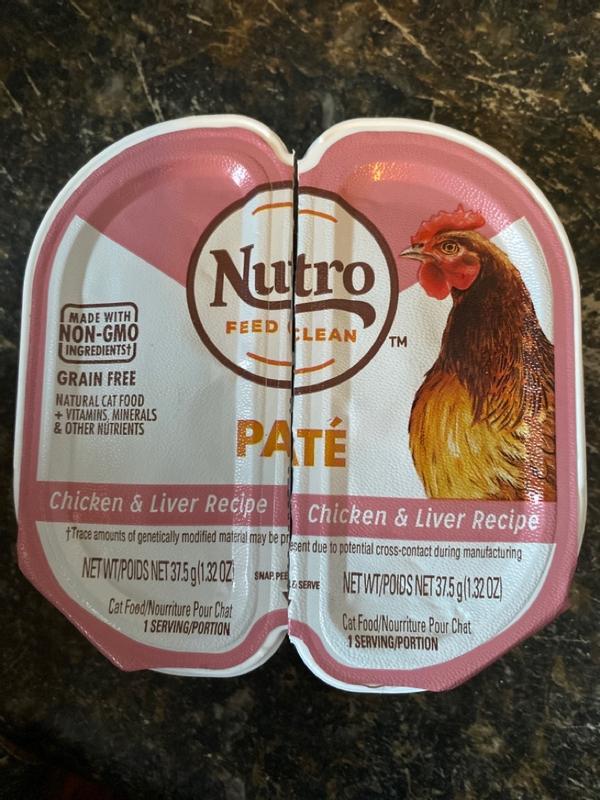 Nutro
FEED CLEAN
TM
MADE WITH
NON-GMO
INGREDIENTS†
GRAIN FREE
NATURAL CAT FOOD
+ VITAMINS, MINERALS
& OTHER NUTRIENTS
PATÉ
Chicken & Liver Recipe
Chicken & Liver Recipe
†Trace amounts of genetically modified material may be present due to potential cross-contact during manufacturing
NET WT/POIDS NET 37.5 g (1.32 OZ)
SNAP, PEEL & SERVE
NET WT/POIDS NET 37.5 g (1.32 OZ)
Cat Food/Nourriture Pour Chat
1 SERVING/PORTION
Cat Food/Nourriture Pour Chat
1 SERVING/PORTION